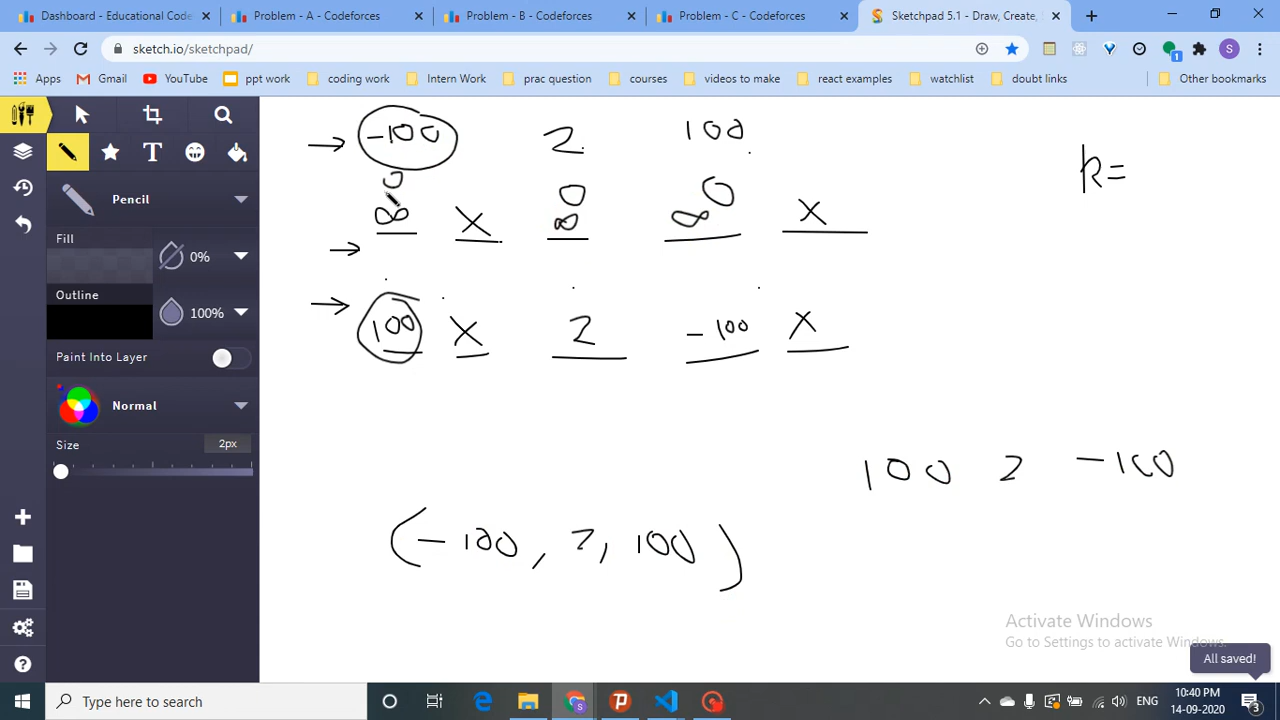 Dashboard - Educational Code
Problem - A - Codeforces
Problem - B - Codeforces
Problem - C - Codeforces
Sketchpad 5.1 - Draw, Create,
sketch.io/sketchpad/
Apps
Gmail
YouTube
ppt work
coding work
Intern Work
prac question
courses
videos to make
react examples
watchlist
doubt links
Other bookmarks
Pencil
Fill
0%
Outline
100%
Paint Into Layer
Normal
Size
2px
-100 2 100
k=
0 0 0
8 x 8 8 x
100 x 2 -100 x
100 2 -100
(-100, 2, 100)
Activate Windows
Go to Settings to activate Windows.
All saved!
Type here to search
ENG
10:40 PM
14-09-2020
3